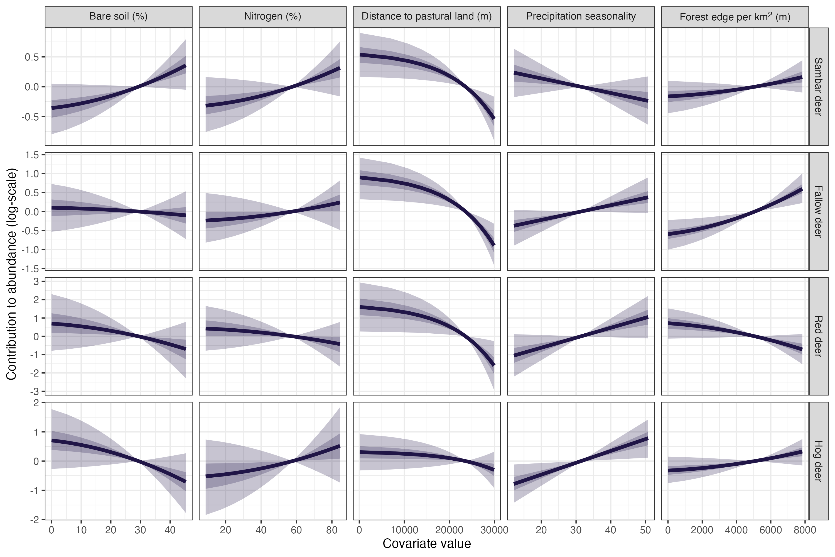 Bare soil (%)
Nitrogen (%)
Distance to pastural land (m)
Precipitation seasonality
Forest edge per km² (m)
Contribution to abundance (log-scale)
0.5
0.0
-0.5
Sambar deer
1.5
1.0
0.5
0.0
-0.5
-1.0
-1.5
Fallow deer
3
2
1
0
-1
-2
-3
Red deer
2
1
0
-1
-2
Hog deer
0 10 20 30 40
20 40 60 80
0 10000 20000 30000
20 30 40 50
0 2000 4000 6000 8000
Covariate value